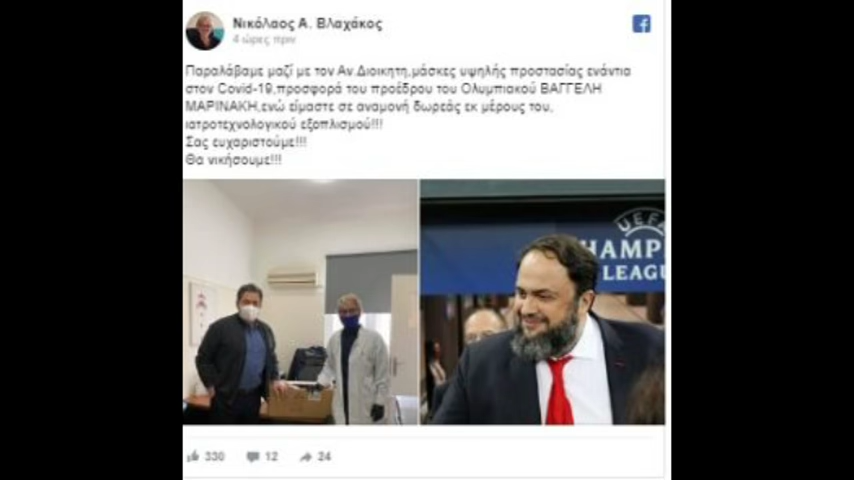 Νικόλαος Α. Βλαχάκος
4 ώρες πριν
Παραλάβαμε μαζί με τον Αν Διοικητη,μάσκες υψηλής προστασίας ενάντια
στον Covid-19,προσφορά του προέδρου του Ολυμπιακού ΒΑΓΓΕΛΗ
ΜΑΡΙΝΑΚΗ,ενώ είμαστε σε αναμονή δωρεάς εκ μέρους του,
ιατροτεχνολογικού εξοπλισμού!!!
Σας ευχαριστούμε!!!
Θα νικήσουμε!!!
UEFA
CHAMP
LEAGU
330 12 24